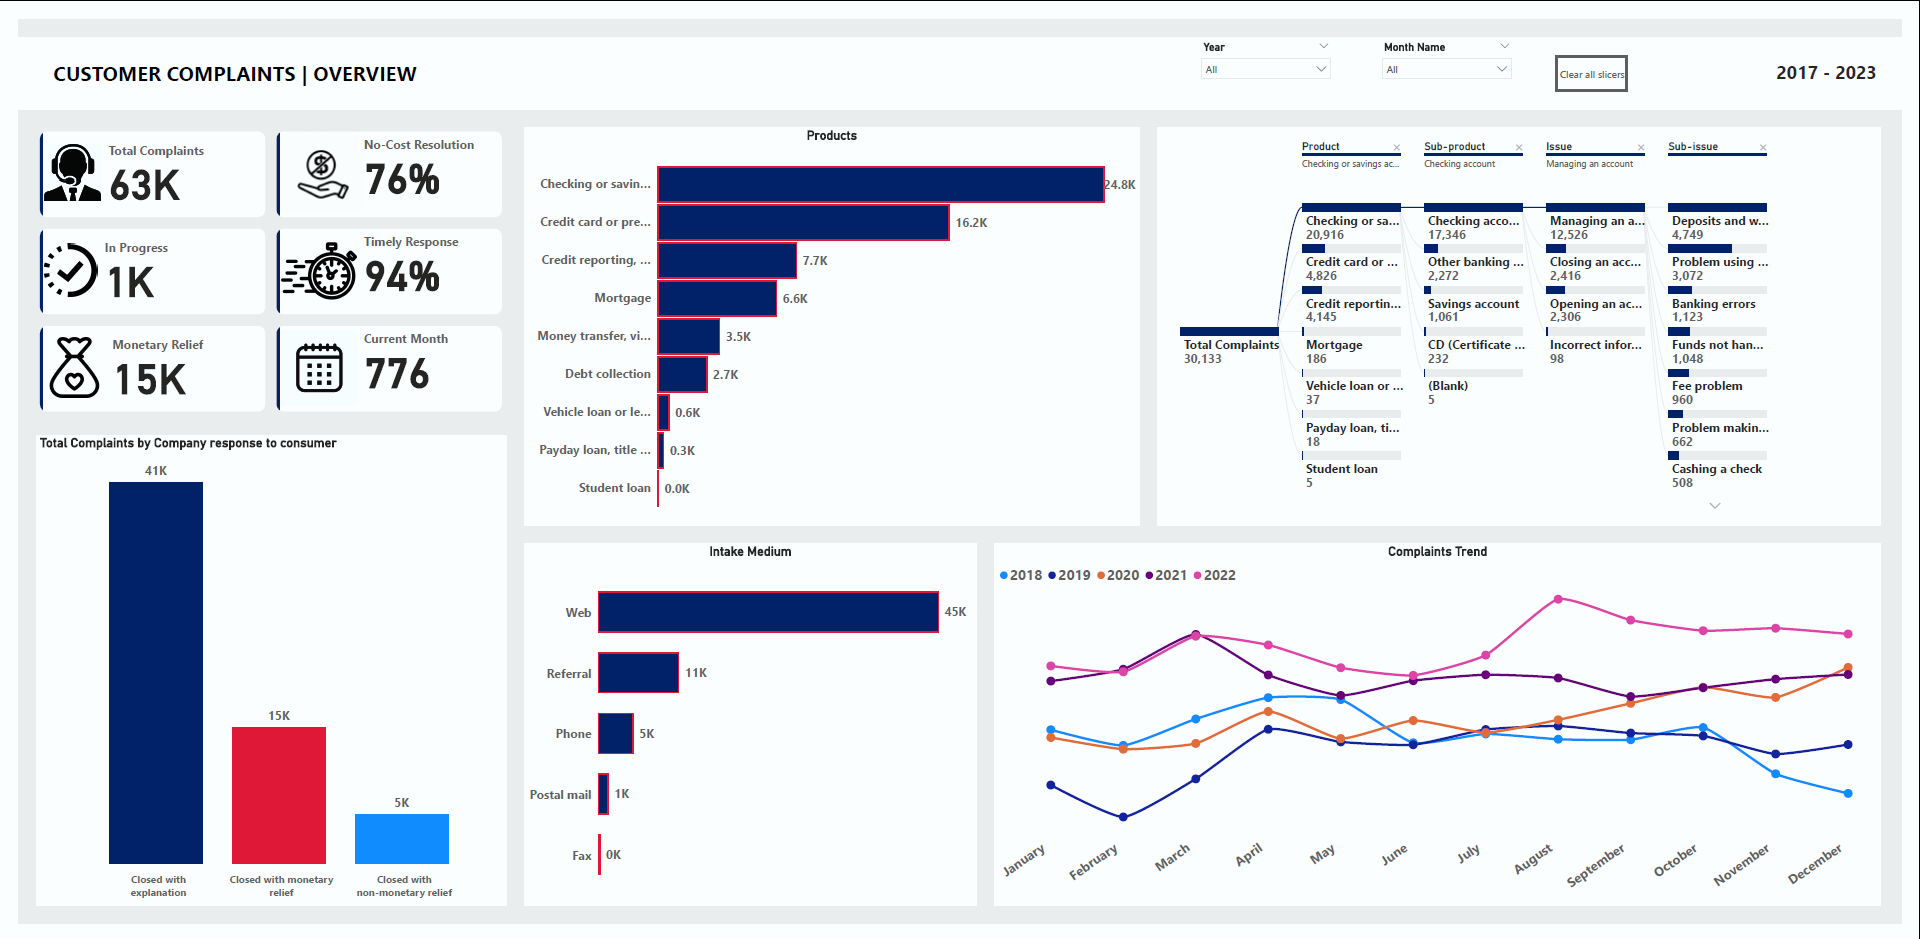 CUSTOMER COMPLAINTS | OVERVIEW
Year
All
Month Name
All
Clear all slicers
2017 - 2023
Total Complaints
63K
No-Cost Resolution
76%
In Progress
1K
Timely Response
94%
Monetary Relief
15K
Current Month
776
Total Complaints by Company response to consumer
41K
15K
5K
Closed with
explanation
Closed with monetary
relief
Closed with
non-monetary relief
Products
Checking or savin... 24.8K
Credit card or pre... 16.2K
Credit reporting, ... 7.7K
Mortgage 6.6K
Money transfer, vi... 3.5K
Debt collection 2.7K
Vehicle loan or le... 0.6K
Payday loan, title ... 0.3K
Student loan 0.0K
Product
Checking or savings ac...
Sub-product
Checking account
Issue
Managing an account
Sub-issue
Total Complaints
30,133
Checking or sa...
20,916
Credit card or ...
4,826
Credit reportin...
4,145
Mortgage
186
Vehicle loan or ...
37
Payday loan, ti...
18
Student loan
5
Checking acco...
17,346
Other banking ...
2,272
Savings account
1,061
CD (Certificate ...
232
(Blank)
5
Managing an a...
12,526
Closing an acc...
2,416
Opening an ac...
2,306
Incorrect infor...
98
Deposits and w...
4,749
Problem using ...
3,072
Banking errors
1,123
Funds not han...
1,048
Fee problem
960
Problem makin...
662
Cashing a check
508
Intake Medium
Web 45K
Referral 11K
Phone 5K
Postal mail 1K
Fax 0K
Complaints Trend
2018 2019 2020 2021 2022
January February March April May June July August September October November December